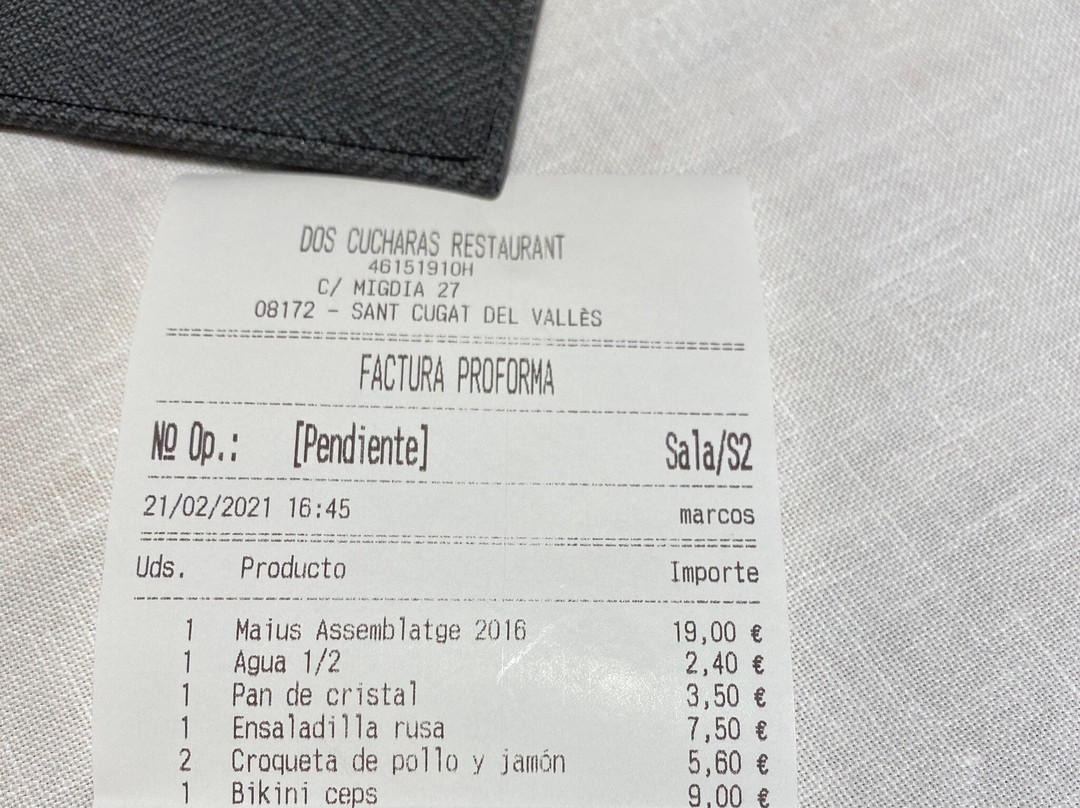 DOS CUCHARAS RESTAURANT
46151910H
C/ MIGDIA 27
08172 - SANT CUGAT DEL VALLÈS
FACTURA PROFORMA
Nº Op.: [Pendiente] Sala/S2
21/02/2021 16:45 marcos
Uds. Producto Importe
1 Maius Assemblatge 2016 19,00 €
1 Agua 1/2 2,40 €
1 Pan de cristal 3,50 €
1 Ensaladilla rusa 7,50 €
2 Croqueta de pollo y jamón 5,60 €
1 Bikini ceps 9,00 €